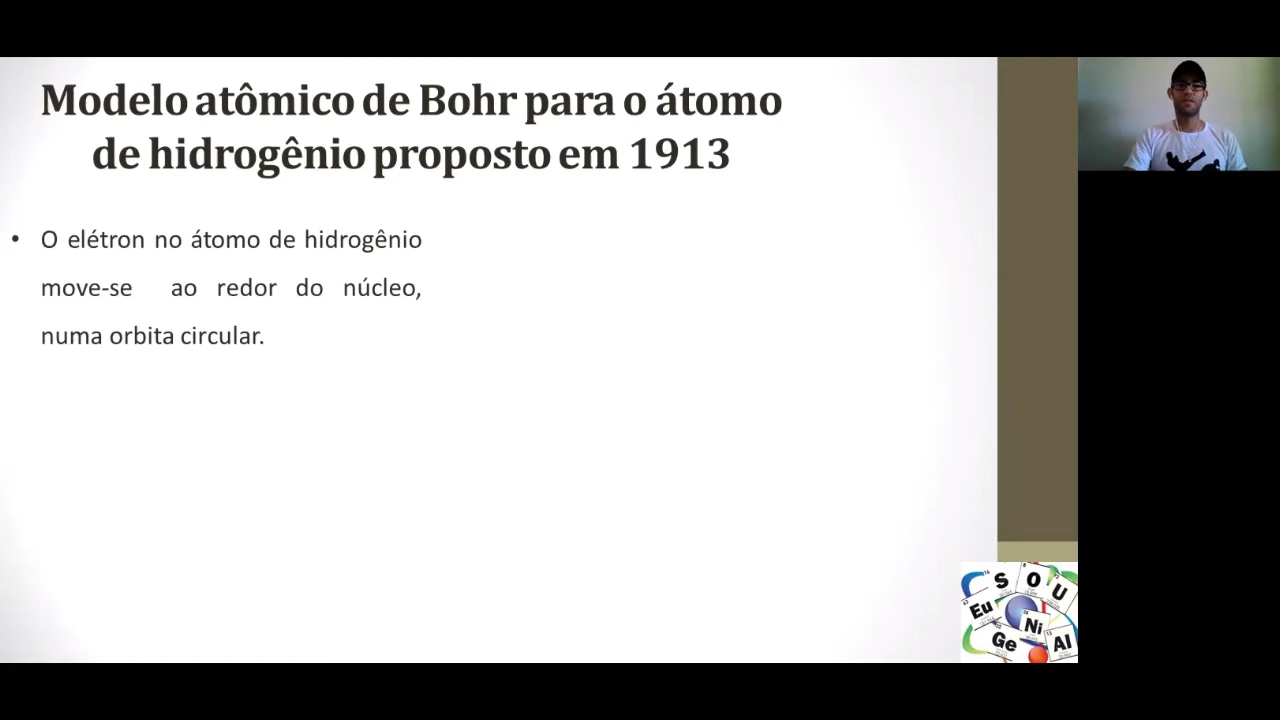 Modelo atômico de Bohr para o átomo
de hidrogênio proposto em 1913
• O elétron no átomo de hidrogênio
move-se ao redor do núcleo,
numa orbita circular.
S O U
Eu Ni
Ge Al